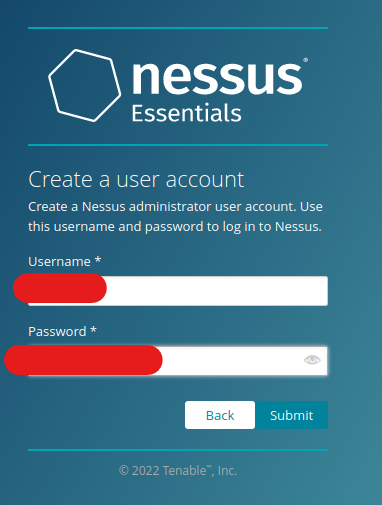 nessus®
Essentials
Create a user account
Create a Nessus administrator user account. Use
this username and password to log in to Nessus.
Username *
Password *
Back
Submit
© 2022 Tenable™, Inc.